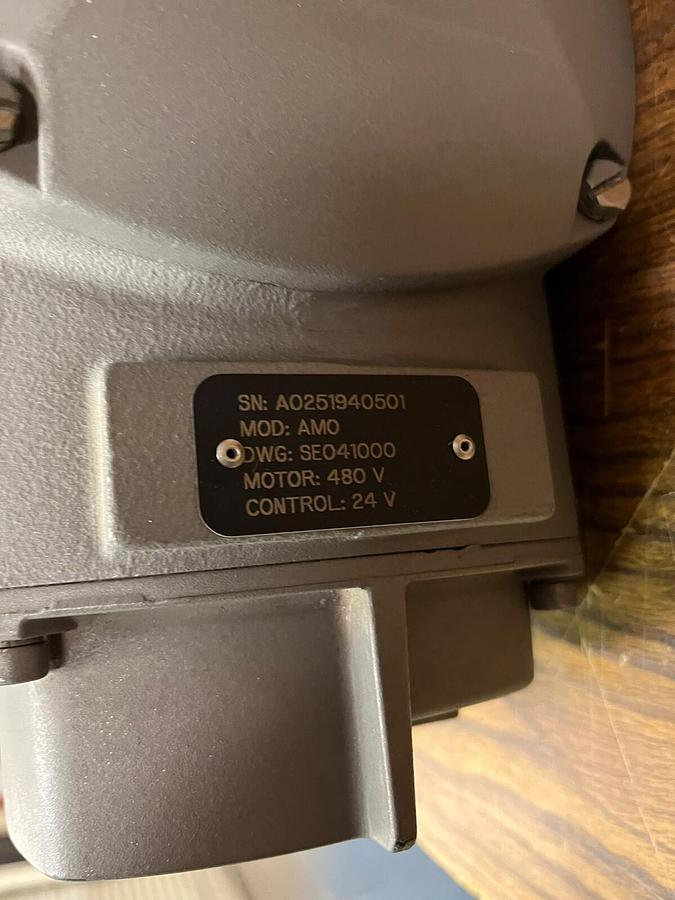 SN: A0251940501
MOD: AMO
DWG: SE041000
MOTOR: 480 V
CONTROL: 24 V